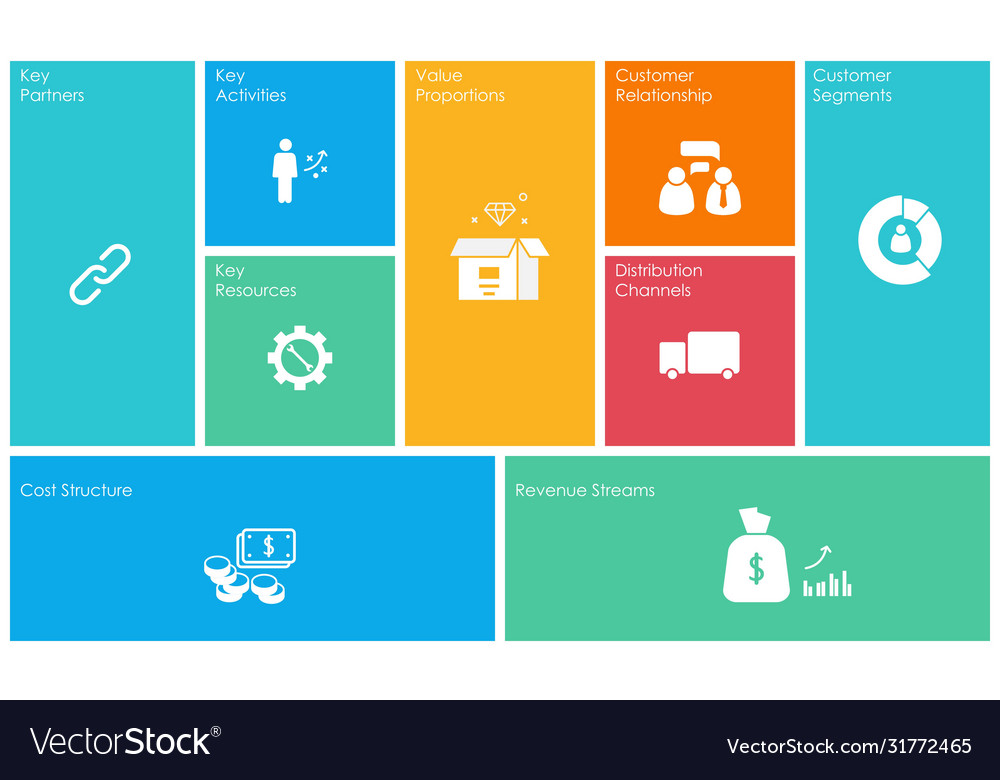 Key
Partners
Key
Activities
Value
Proportions
Customer
Relationship
Customer
Segments
Key
Resources
Distribution
Channels
Cost Structure
$
Revenue Streams
$
VectorStock®
VectorStock.com/31772465